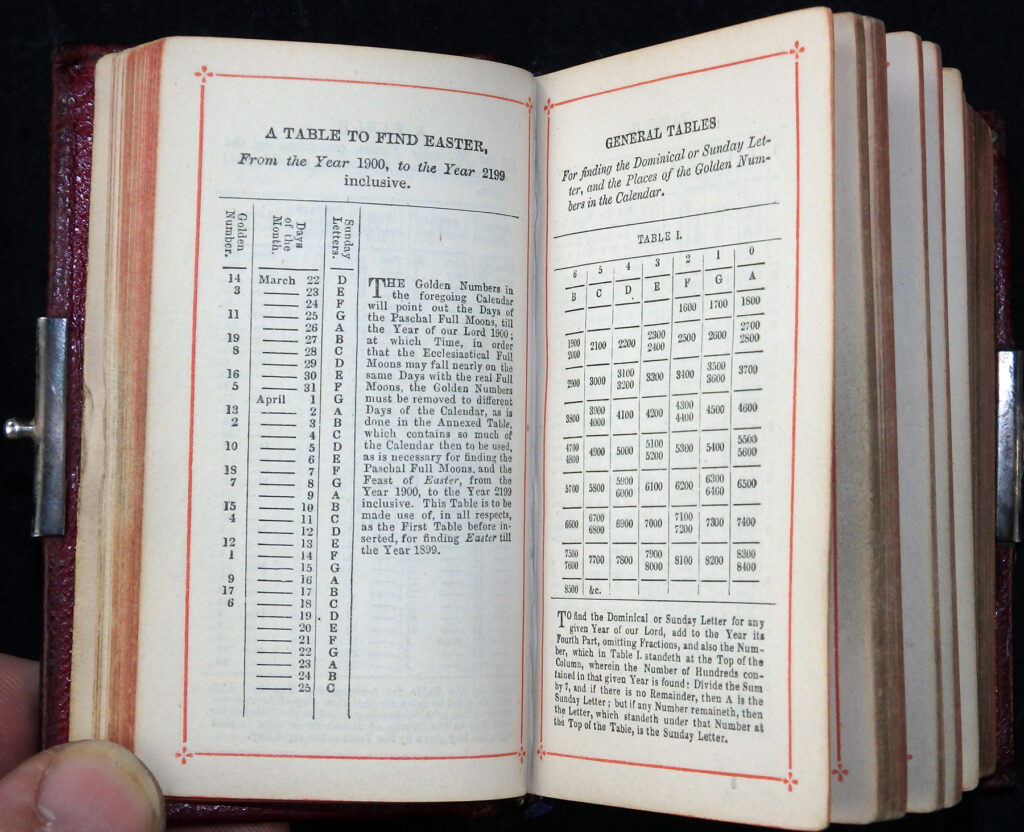 A TABLE TO FIND EASTER,
From the Year 1900, to the Year 2199
inclusive.
Golden Number. Days of the Month. Sunday Letters.
14 March 22 D
3 —— 23 E
—— 24 F
11 —— 25 G
—— 26 A
19 —— 27 B
8 —— 28 C
—— 29 D
16 —— 30 E
5 —— 31 F
April 1 G
13 —— 2 A
2 —— 3 B
—— 4 C
10 —— 5 D
—— 6 E
18 —— 7 F
7 —— 8 G
—— 9 A
15 —— 10 B
4 —— 11 C
—— 12 D
12 —— 13 E
1 —— 14 F
—— 15 G
9 —— 16 A
17 —— 17 B
6 —— 18 C
—— 19 D
—— 20 E
—— 21 F
—— 22 G
—— 23 A
—— 24 B
—— 25 C
THE Golden Numbers in
the foregoing Calendar
will point out the Days of
the Paschal Full Moons, till
the Year of our Lord 1900;
at which Time, in order
that the Ecclesiastical Full
Moons may fall nearly on the
same Days with the real Full
Moons, the Golden Numbers
must be removed to different
Days of the Calendar, as is
done in the Annexed Table,
which contains so much of
the Calendar then to be used,
as is necessary for finding the
Paschal Full Moons, and the
Feast of Easter, from the
Year 1900, to the Year 2199
inclusive. This Table is to be
made use of, in all respects,
as the First Table before in-
serted, for finding Easter till
the Year 1899.
GENERAL TABLES
For finding the Dominical or Sunday Let-
ter, and the Places of the Golden Num-
bers in the Calendar.
TABLE I.
6 5 4 3 2 1 0
B C D E F G A
1600 1700 1800
1900 2000 2100 2200 2300 2400 2500 2600 2700 2800
2900 3000 3100 3200 3300 3400 3500 3600 3700
3800 3900 4000 4100 4200 4300 4400 4500 4600
4700 4800 4900 5000 5100 5200 5300 5400 5500 5600
5700 5800 5900 6000 6100 6200 6300 6400 6500
6600 6700 6800 6900 7000 7100 7200 7300 7400
7500 7600 7700 7800 7900 8000 8100 8200 8300 8400
8500 &c.
TO find the Dominical or Sunday Letter for any
given Year of our Lord, add to the Year its
Fourth Part, omitting Fractions, and also the Num-
ber, which in Table I. standeth at the Top of the
Column, wherein the Number of Hundreds con-
tained in that given Year is found: Divide the Sum
by 7, and if there is no Remainder, then A is the
Sunday Letter; but if any Number remaineth, then
the Letter, which standeth under that Number at
the Top of the Table, is the Sunday Letter.